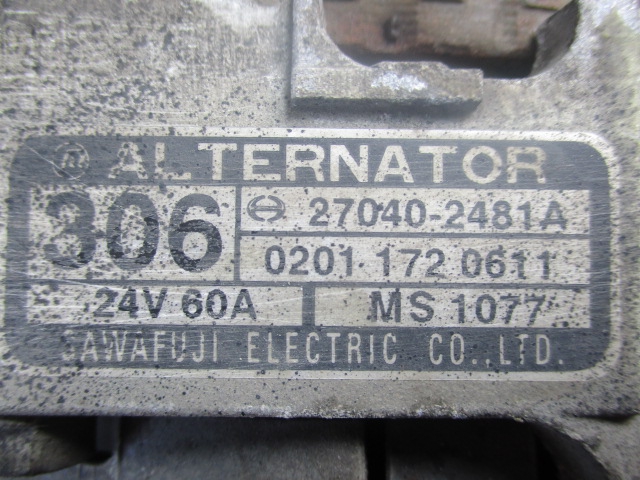 ALTERNATOR
306
27040-2481A
0201 172 0611
24V 60A
MS 1077
SAWAFUJI ELECTRIC CO.,LTD.